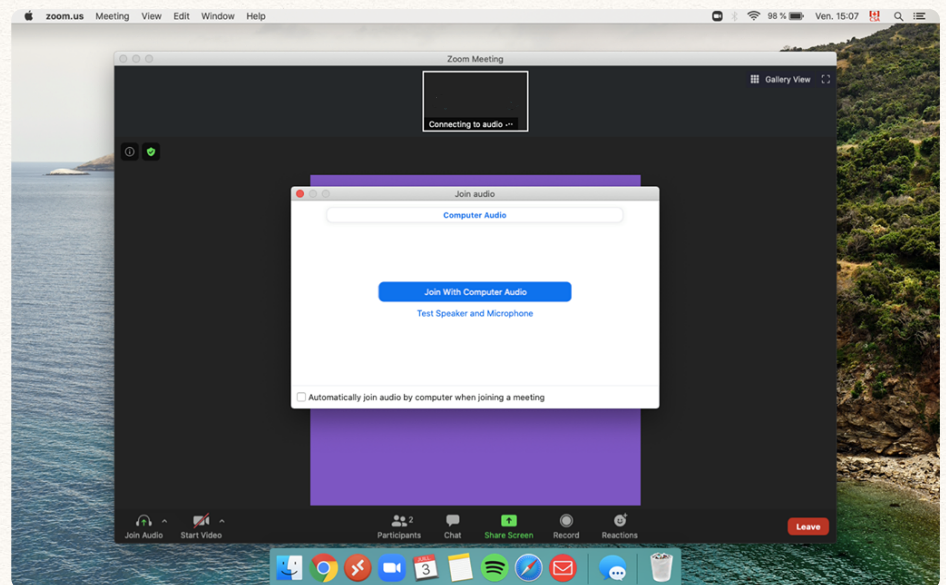 zoom.us Meeting View Edit Window Help 98 % Ven. 15:07
Zoom Meeting
Gallery View
Connecting to audio ···
Join audio
Computer Audio
Join With Computer Audio
Test Speaker and Microphone
Automatically join audio by computer when joining a meeting
2
Join Audio Start Video Participants Chat Share Screen Record Reactions Leave
3